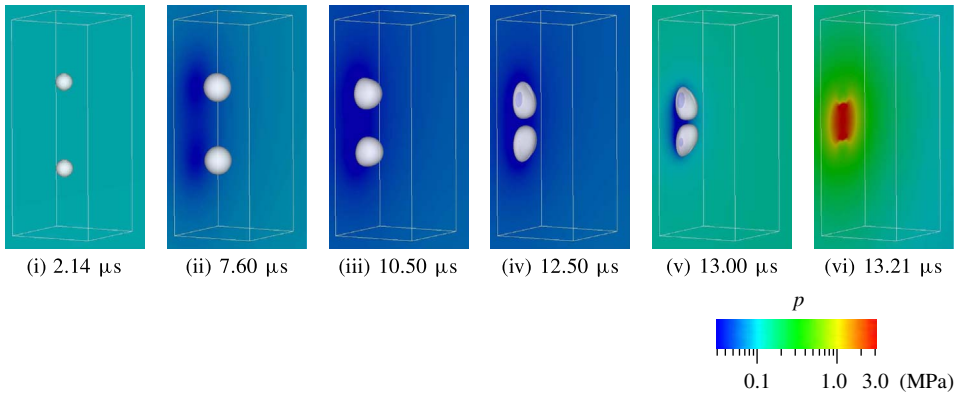 (i) 2.14 μs (ii) 7.60 μs (iii) 10.50 μs (iv) 12.50 μs (v) 13.00 μs (vi) 13.21 μs
p
0.1 1.0 3.0 (MPa)